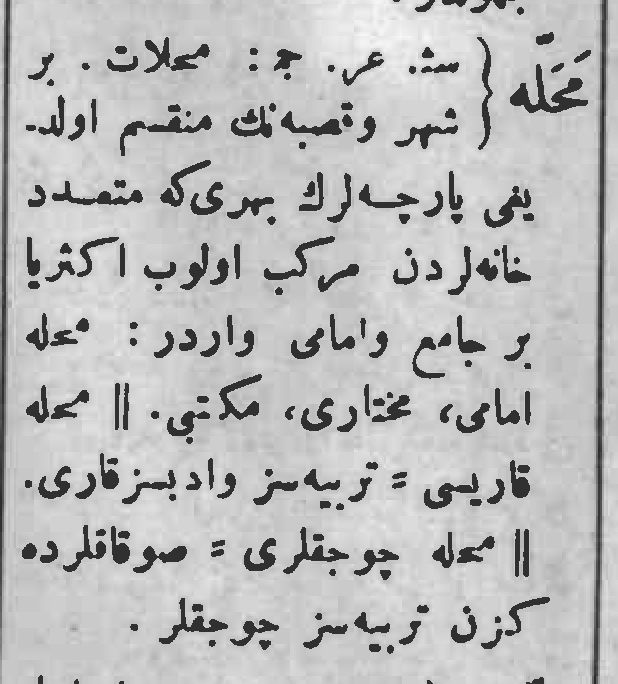 مَحَلّه { سث. عر. ج : محلات . بر
شهر وقصبه‌نك منقسم اولد-
يغى پارچه‌لرك بهرى‌كه متعدد
خانه‌لردن مركب اولوب اكثريا
بر جامع وامامى واردر : محله
امامى، مختارى، مكتبى. || محله
قاريسى = تربيه‌سز وادبسز قارى.
|| محله چوجقلرى = صوقاقلرده
كزن تربيه‌سز چوجقلر .